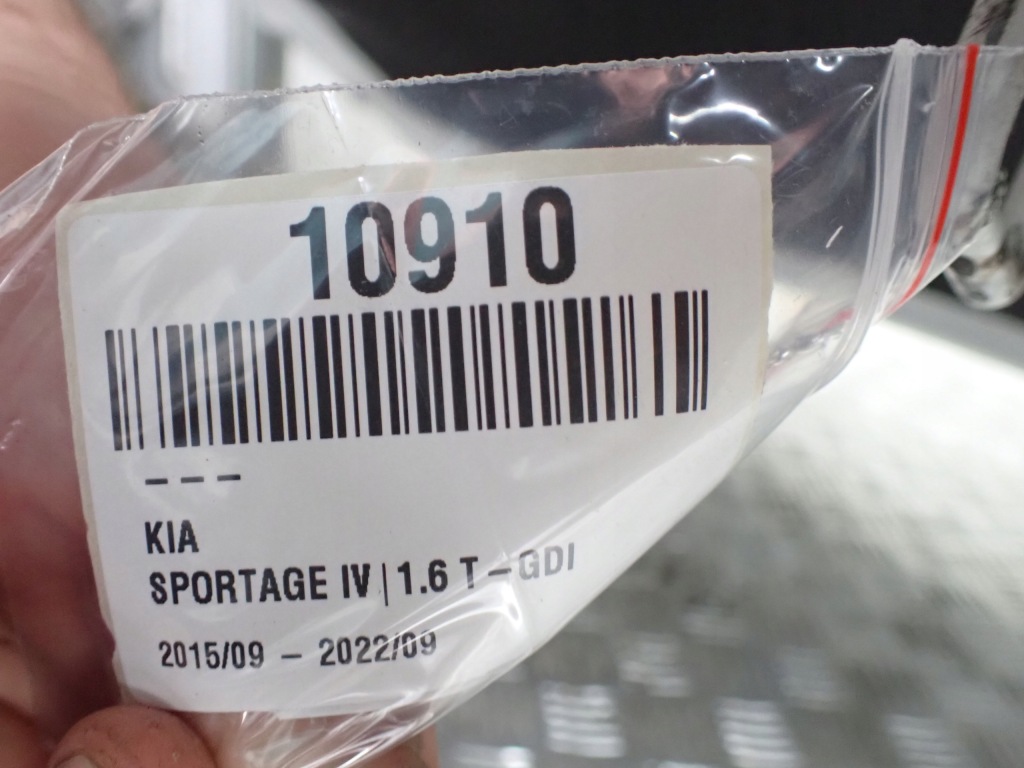 10910
– – –
KIA
SPORTAGE IV | 1.6 T – GDI
2015/09 – 2022/09